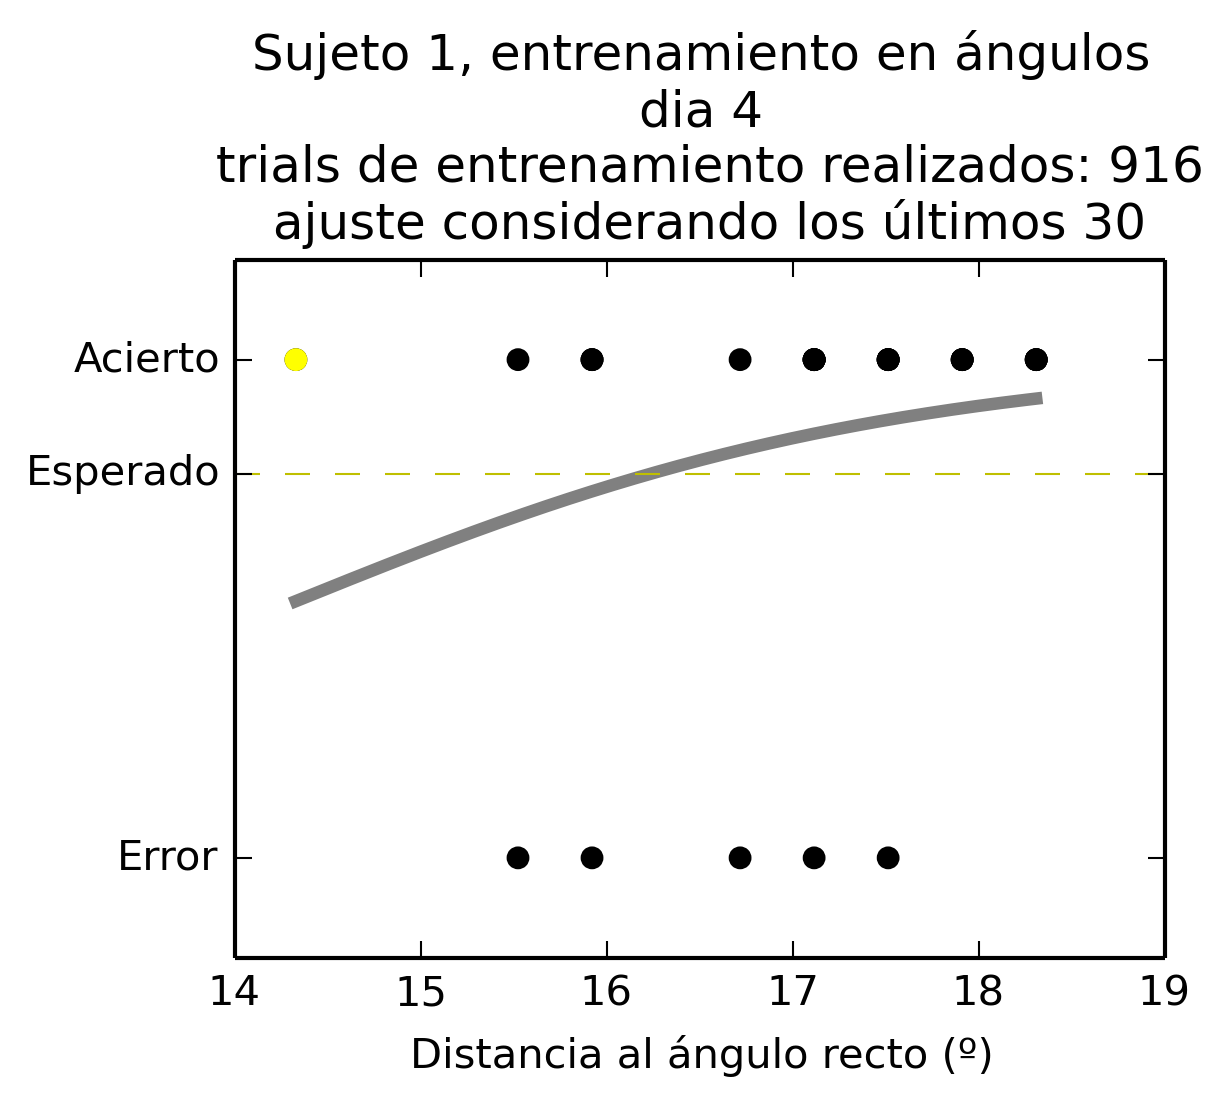 Sujeto 1, entrenamiento en ángulos
dia 4
trials de entrenamiento realizados: 916
ajuste considerando los últimos 30
Acierto
Esperado
Error
14 15 16 17 18 19
Distancia al ángulo recto (º)